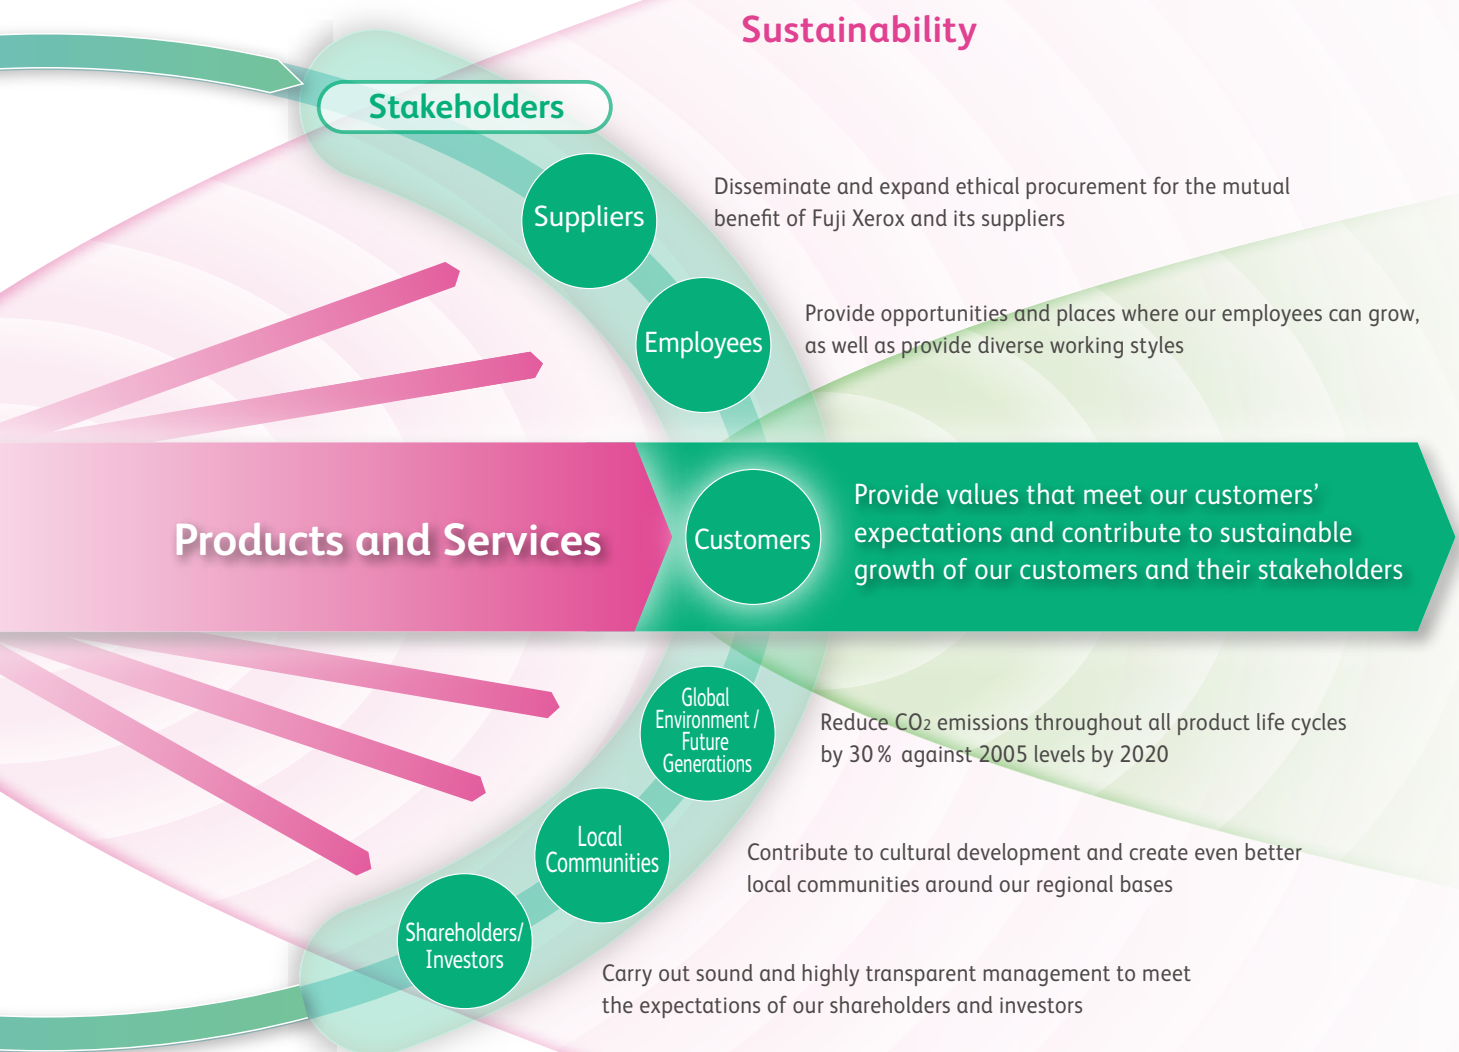 Sustainability
Stakeholders
Suppliers
Disseminate and expand ethical procurement for the mutual
benefit of Fuji Xerox and its suppliers
Employees
Provide opportunities and places where our employees can grow,
as well as provide diverse working styles
Products and Services
Customers
Provide values that meet our customers’
expectations and contribute to sustainable
growth of our customers and their stakeholders
Global
Environment /
Future
Generations
Reduce CO2 emissions throughout all product life cycles
by 30% against 2005 levels by 2020
Local
Communities
Contribute to cultural development and create even better
local communities around our regional bases
Shareholders/
Investors
Carry out sound and highly transparent management to meet
the expectations of our shareholders and investors